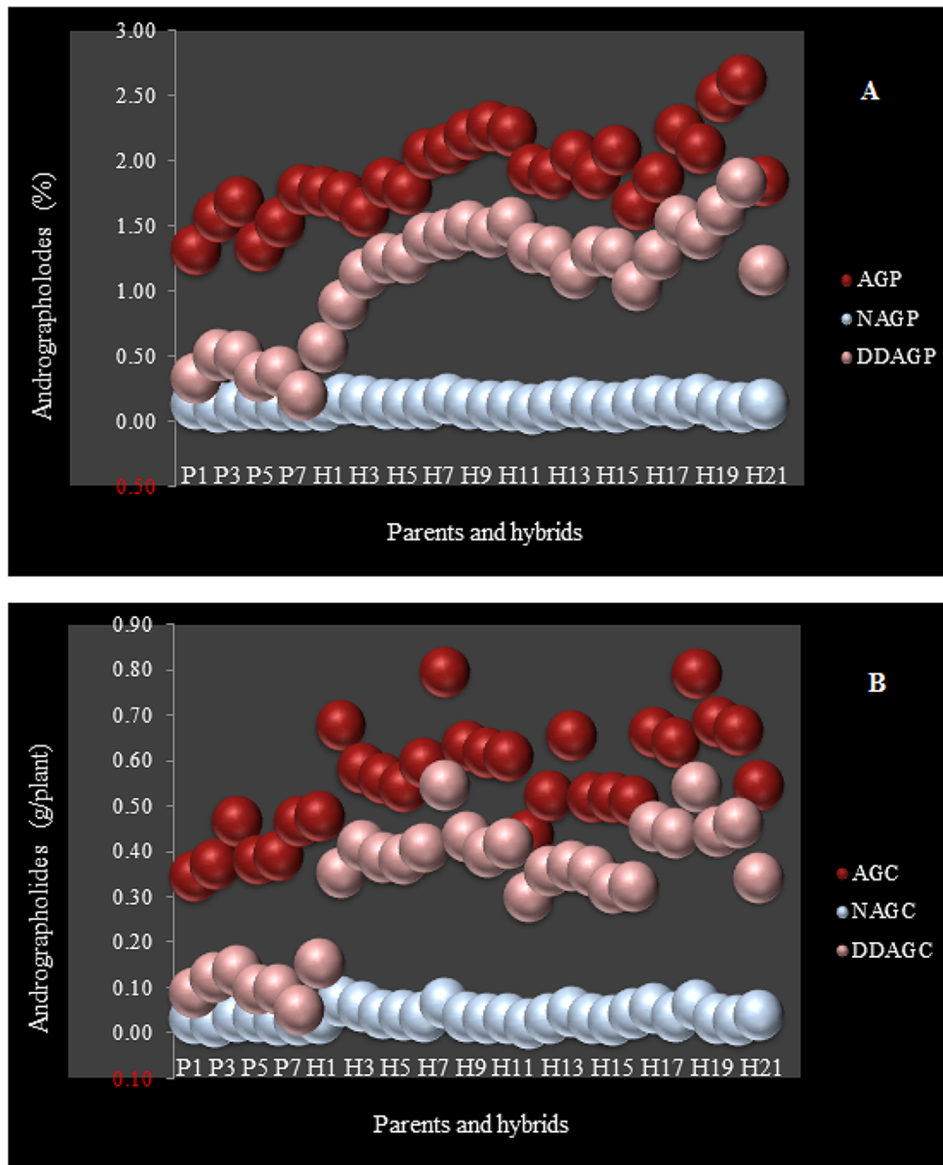 A
Andrographolodes (%)
3.00
2.50
2.00
1.50
1.00
0.50
0.00
0.50
P1 P3 P5 P7 H1 H3 H5 H7 H9 H11 H13 H15 H17 H19 H21
Parents and hybrids
AGP
NAGP
DDAGP
B
Andrographolides (g/plant)
0.90
0.80
0.70
0.60
0.50
0.40
0.30
0.20
0.10
0.00
0.10
P1 P3 P5 P7 H1 H3 H5 H7 H9 H11 H13 H15 H17 H19 H21
Parents and hybrids
AGC
NAGC
DDAGC